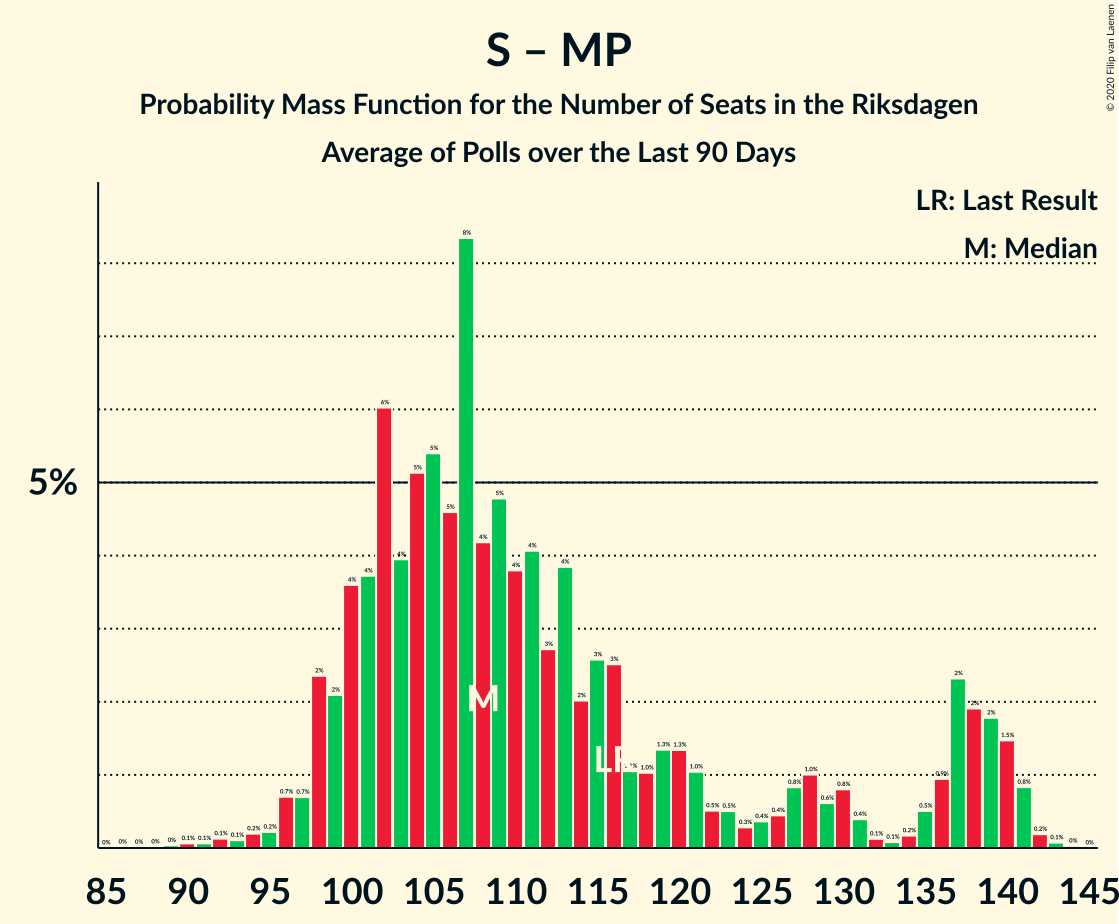 S – MP
Probability Mass Function for the Number of Seats in the Riksdagen
Average of Polls over the Last 90 Days
© 2020 Filip van Laenen
LR: Last Result
M: Median
5%
0% 0% 0% 0% 0% 0.1% 0.1% 0.1% 0.1% 0.2% 0.2% 0.7% 0.7% 2% 2% 4% 4% 6% 4% 5% 5% 5% 8% 4% 5% 4% 4% 3% 4% 2% 3% 3% 1.0% 1.3% 1.3% 1.0% 0.5% 0.5% 0.3% 0.4% 0.4% 0.8% 1.0% 0.6% 0.8% 0.4% 0.1% 0.1% 0.2% 0.5% 0.9% 2% 2% 2% 1.5% 0.8% 0.2% 0.1% 0% 0%
M
LR
85 90 95 100 105 110 115 120 125 130 135 140 145